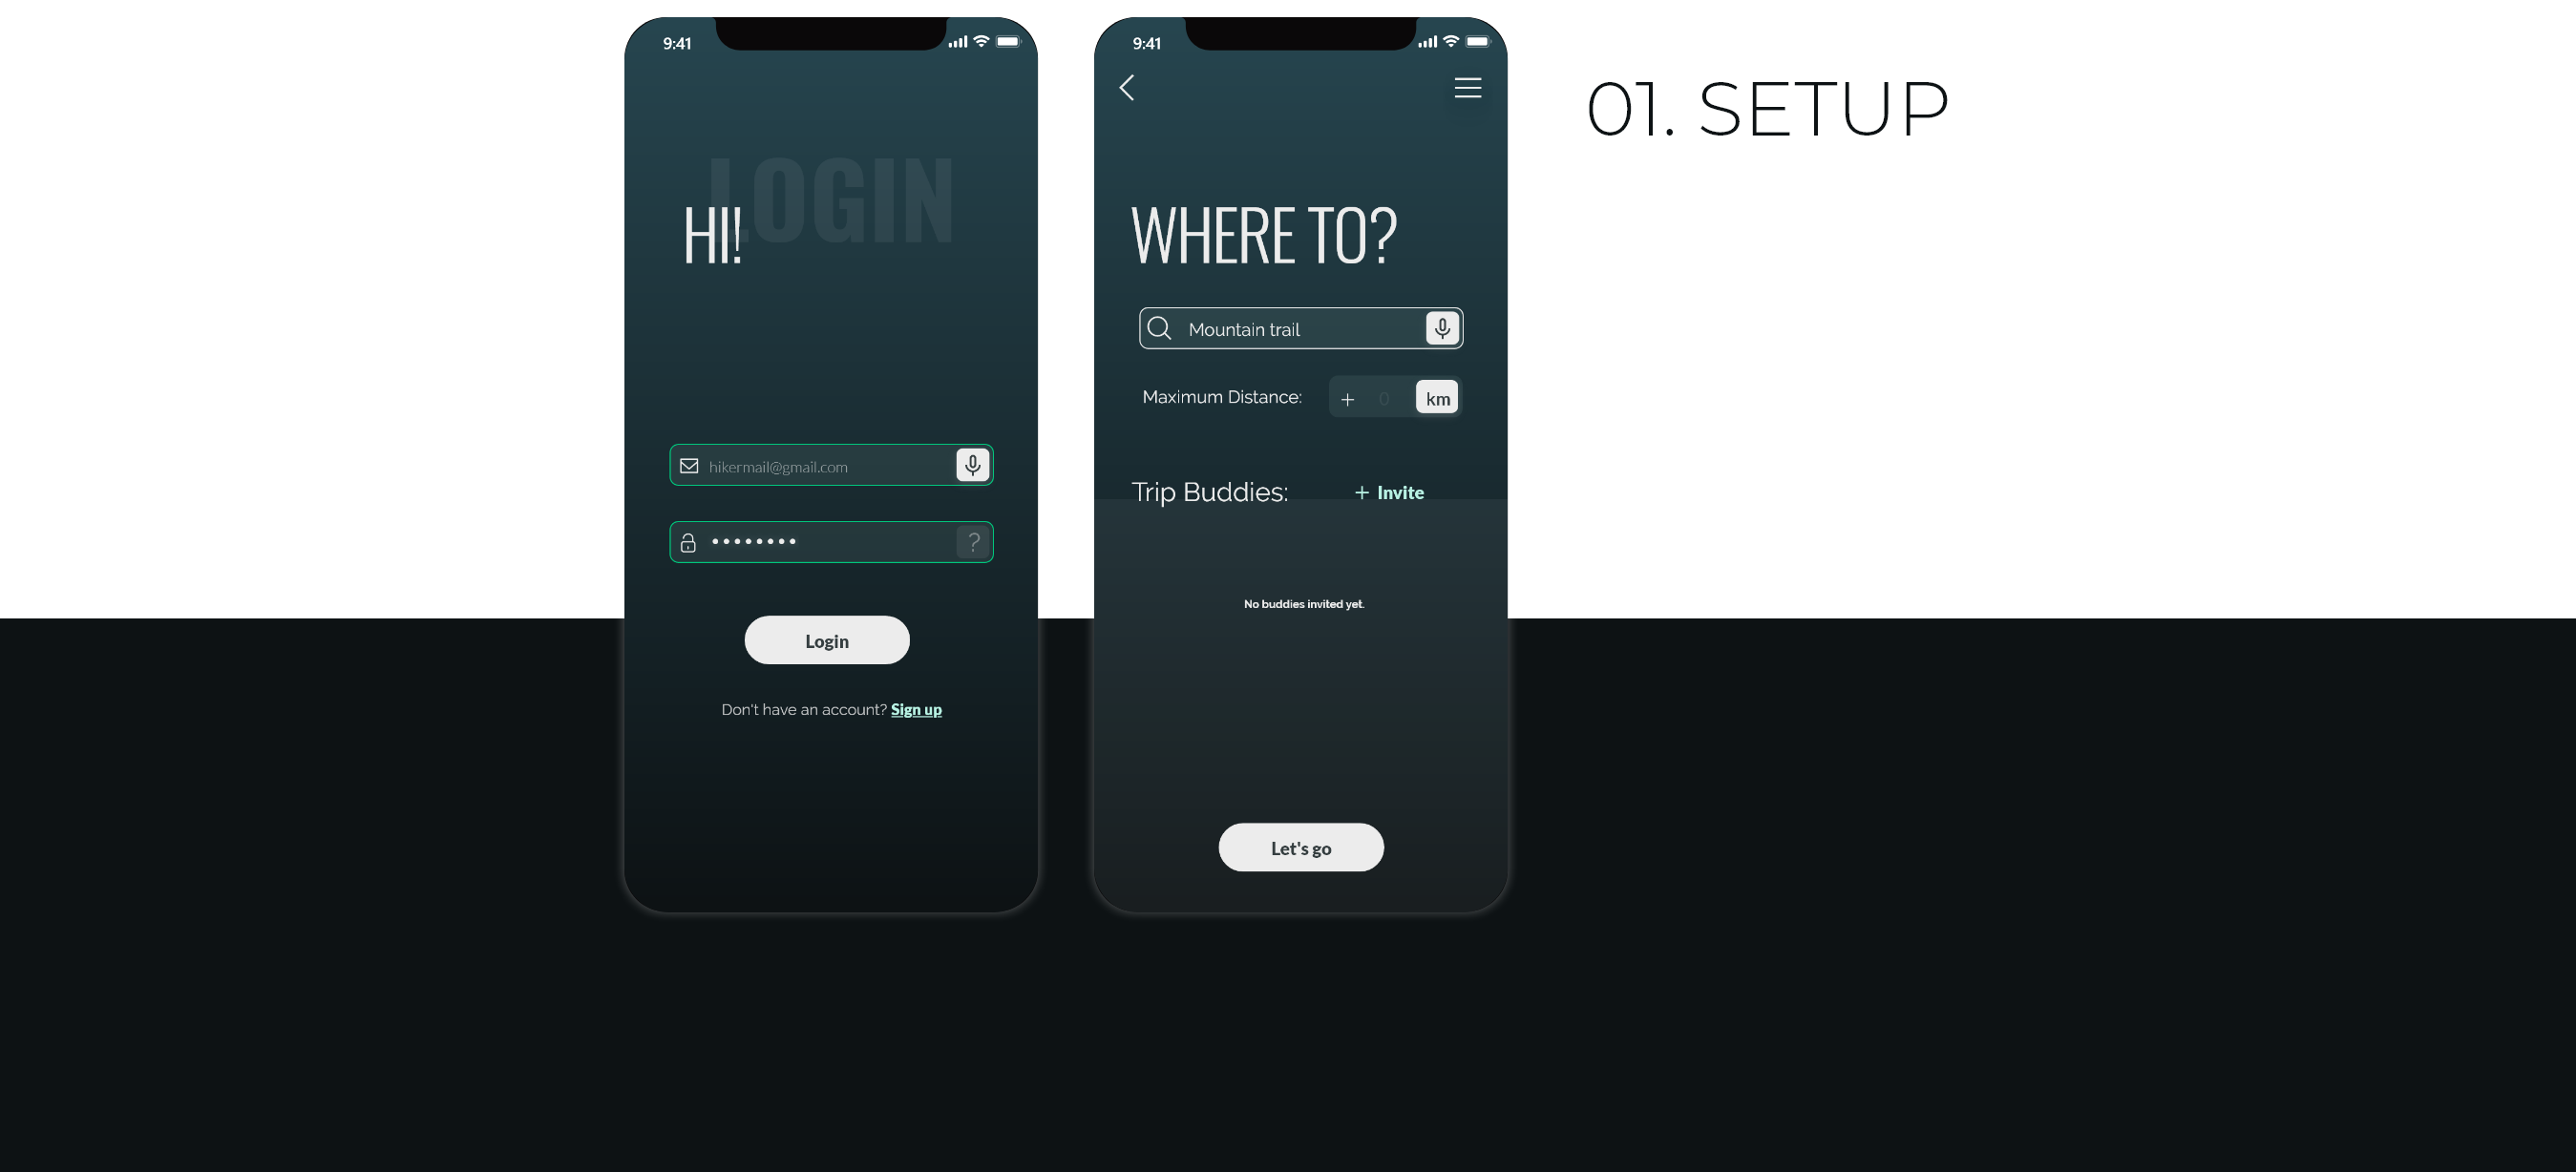 9:41
LOGIN
HI!
hikermail@gmail.com
?
Login
Don't have an account? Sign up
9:41
WHERE TO?
Mountain trail
Maximum Distance: + 0 km
Trip Buddies: + Invite
No buddies invited yet.
Let's go
01. SETUP